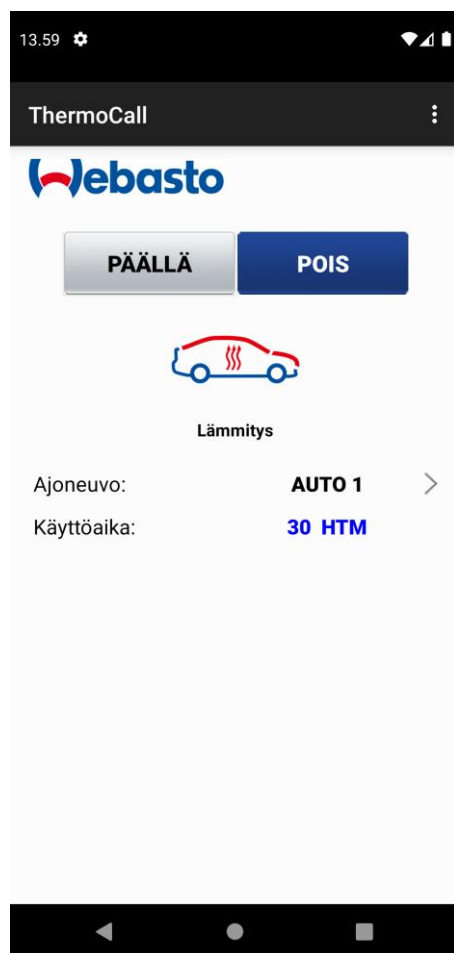 13.59
ThermoCall
Webasto
PÄÄLLÄ POIS
Lämmitys
Ajoneuvo: AUTO 1
Käyttöaika: 30 HTM